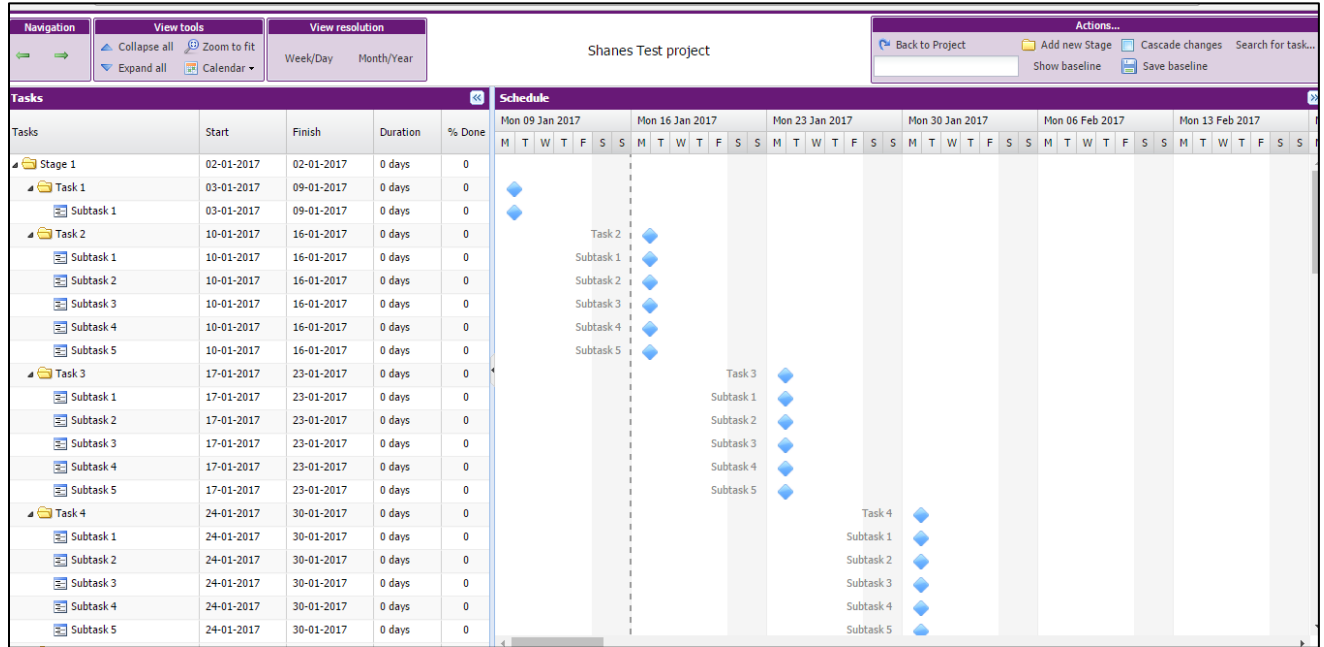 Navigation View tools View resolution Actions...
Collapse all Zoom to fit Week/Day Month/Year Shanes Test project Back to Project Add new Stage Cascade changes Search for task...
Expand all Calendar Show baseline Save baseline
Tasks Schedule
Tasks Start Finish Duration % Done Mon 09 Jan 2017 Mon 16 Jan 2017 Mon 23 Jan 2017 Mon 30 Jan 2017 Mon 06 Feb 2017 Mon 13 Feb 2017
M T W T F S S M T W T F S S M T W T F S S M T W T F S S M T W T F S S M T W T F S S
Stage 1 02-01-2017 02-01-2017 0 days 0
Task 1 03-01-2017 09-01-2017 0 days 0
Subtask 1 03-01-2017 09-01-2017 0 days 0
Task 2 10-01-2017 16-01-2017 0 days 0 Task 2
Subtask 1 10-01-2017 16-01-2017 0 days 0 Subtask 1
Subtask 2 10-01-2017 16-01-2017 0 days 0 Subtask 2
Subtask 3 10-01-2017 16-01-2017 0 days 0 Subtask 3
Subtask 4 10-01-2017 16-01-2017 0 days 0 Subtask 4
Subtask 5 10-01-2017 16-01-2017 0 days 0 Subtask 5
Task 3 17-01-2017 23-01-2017 0 days 0 Task 3
Subtask 1 17-01-2017 23-01-2017 0 days 0 Subtask 1
Subtask 2 17-01-2017 23-01-2017 0 days 0 Subtask 2
Subtask 3 17-01-2017 23-01-2017 0 days 0 Subtask 3
Subtask 4 17-01-2017 23-01-2017 0 days 0 Subtask 4
Subtask 5 17-01-2017 23-01-2017 0 days 0 Subtask 5
Task 4 24-01-2017 30-01-2017 0 days 0 Task 4
Subtask 1 24-01-2017 30-01-2017 0 days 0 Subtask 1
Subtask 2 24-01-2017 30-01-2017 0 days 0 Subtask 2
Subtask 3 24-01-2017 30-01-2017 0 days 0 Subtask 3
Subtask 4 24-01-2017 30-01-2017 0 days 0 Subtask 4
Subtask 5 24-01-2017 30-01-2017 0 days 0 Subtask 5